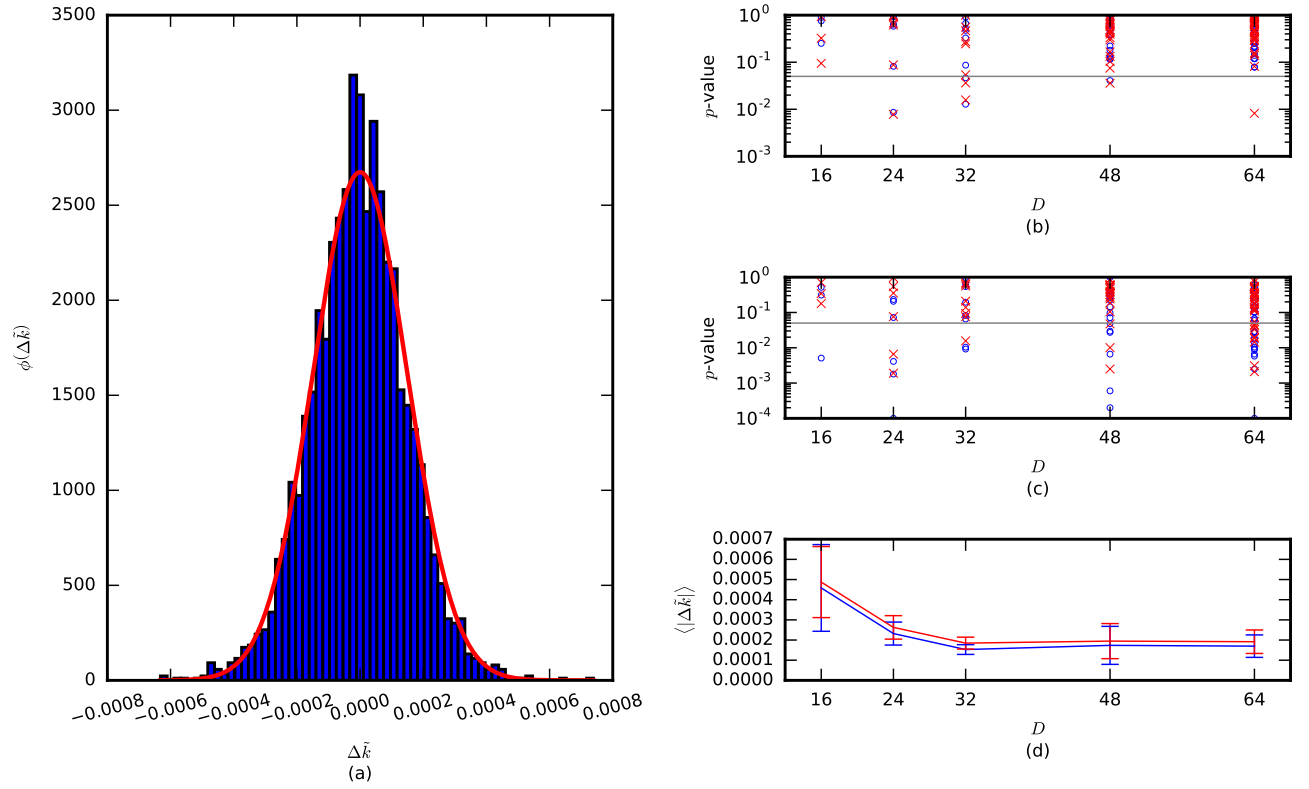 3500
3000
2500
2000
1500
1000
500
0
ϕ(Δk̃)
−0.0008 −0.0006 −0.0004 −0.0002 0.0000 0.0002 0.0004 0.0006 0.0008
Δk̃
(a)
10⁰
10⁻¹
10⁻²
10⁻³
p-value
16 24 32 48 64
D
(b)
10⁰
10⁻¹
10⁻²
10⁻³
10⁻⁴
p-value
16 24 32 48 64
D
(c)
0.0007
0.0006
0.0005
0.0004
0.0003
0.0002
0.0001
0.0000
⟨|Δk̃|⟩
16 24 32 48 64
D
(d)